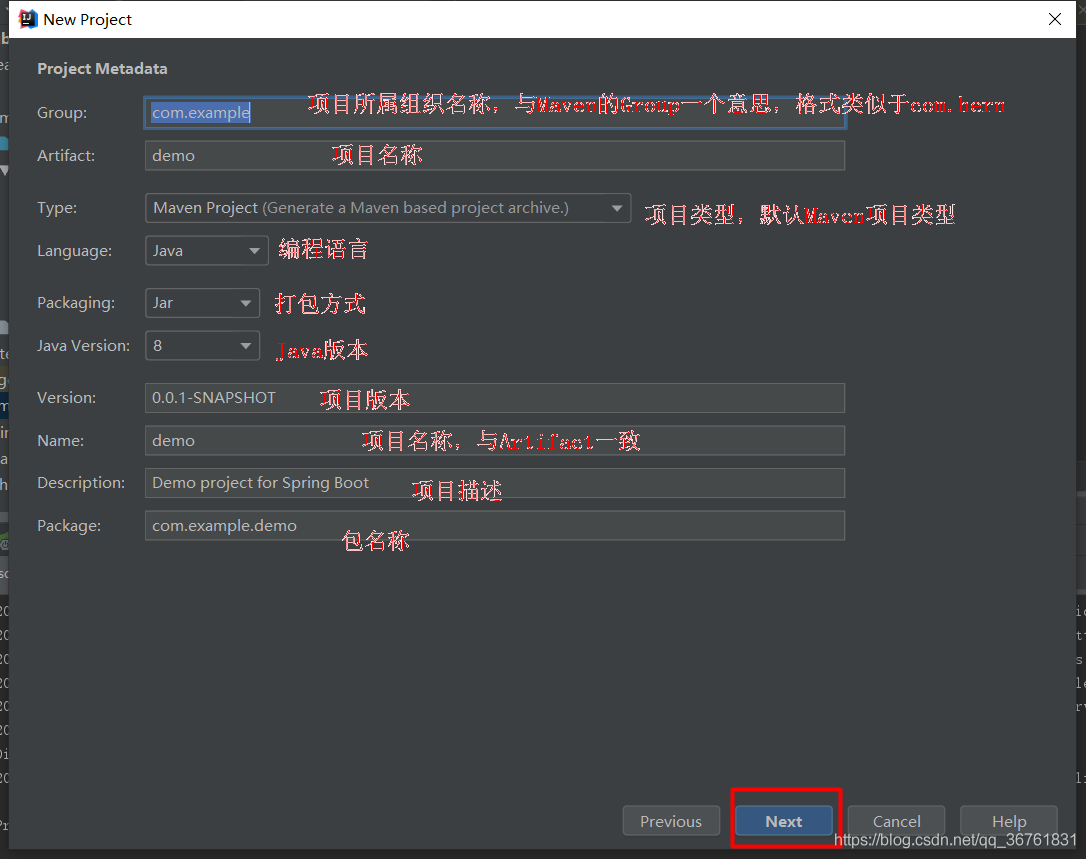 New Project
Project Metadata
Group: com.example 项目所属组织名称，与Maven的Group一个意思，格式类似于com.hern
Artifact: demo 项目名称
Type: Maven Project (Generate a Maven based project archive.) 项目类型，默认Maven项目类型
Language: Java 编程语言
Packaging: Jar 打包方式
Java Version: 8 Java版本
Version: 0.0.1-SNAPSHOT 项目版本
Name: demo 项目名称，与Artifact一致
Description: Demo project for Spring Boot 项目描述
Package: com.example.demo 包名称
Previous Next Cancel Help
https://blog.csdn.net/qq_36761831